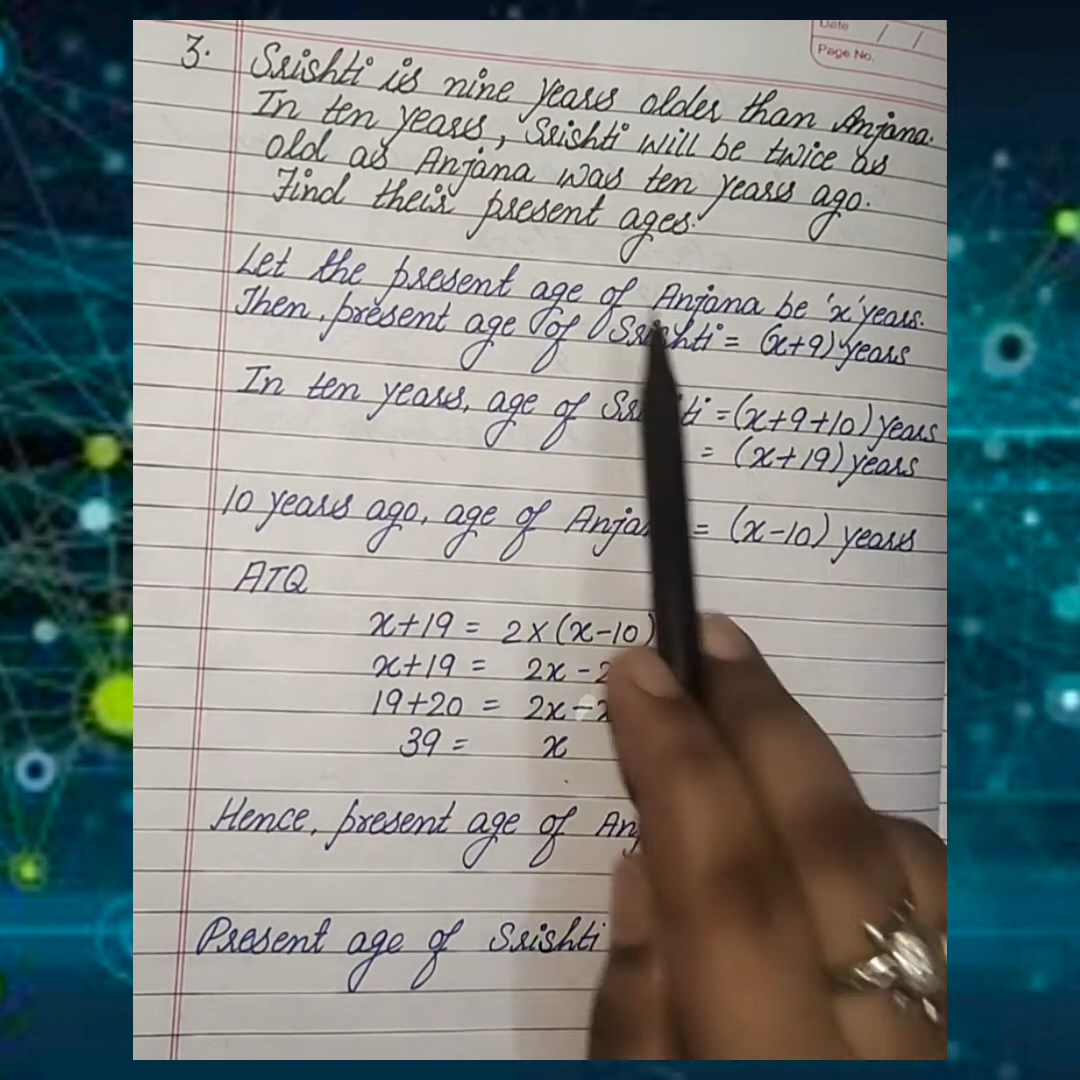 Date / /
Page No.
3. Srishti is nine years older than Anjana.
In ten years, Srishti will be twice as
old as Anjana was ten years ago.
Find their present ages.
Let the present age of Anjana be 'x' years.
Then, present age of Srishti = (x+9) years
In ten years, age of = (x+9+10) years
= (x+19) years
10 years ago, age of = (x-10) years
ATQ
x+19 = 2×(x-10)
x+19 = 2x-
19+20 = 2x-
39 = x
Hence, present age of
Present age of Srishti